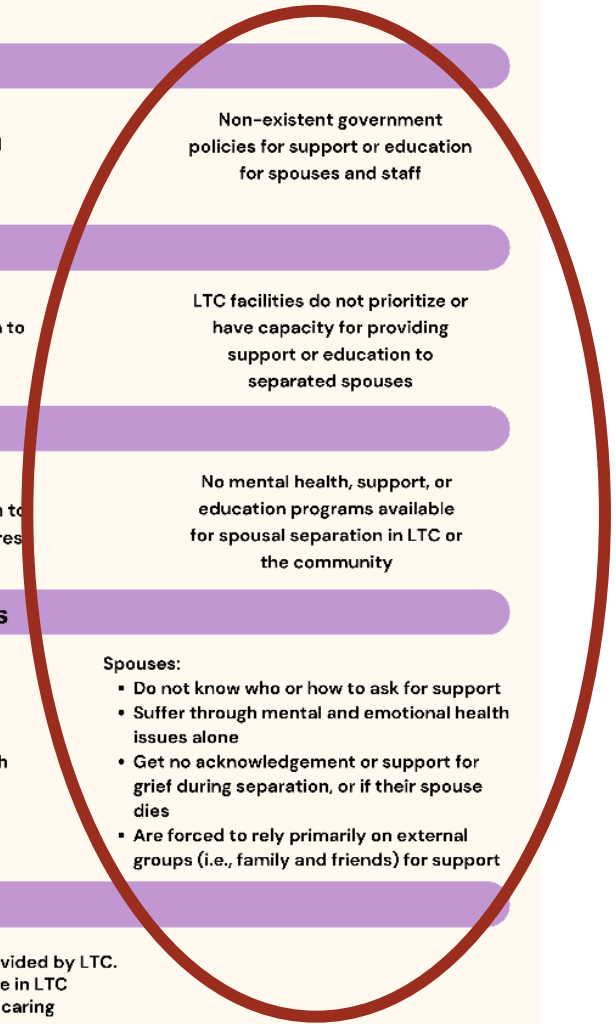 Non-existent government
policies for support or education
for spouses and staff
LTC facilities do not prioritize or
n to
have capacity for providing
support or education to
separated spouses
No mental health, support, or
n to
education programs available
res
for spousal separation in LTC or
the community
s
Spouses:
▪ Do not know who or how to ask for support
• Suffer through mental and emotional health
issues alone
h
• Get no acknowledgement or support for
grief during separation, or if their spouse
dies
▪ Are forced to rely primarily on external
groups (i.e., family and friends) for support
vided by LTC.
e in LTC
caring